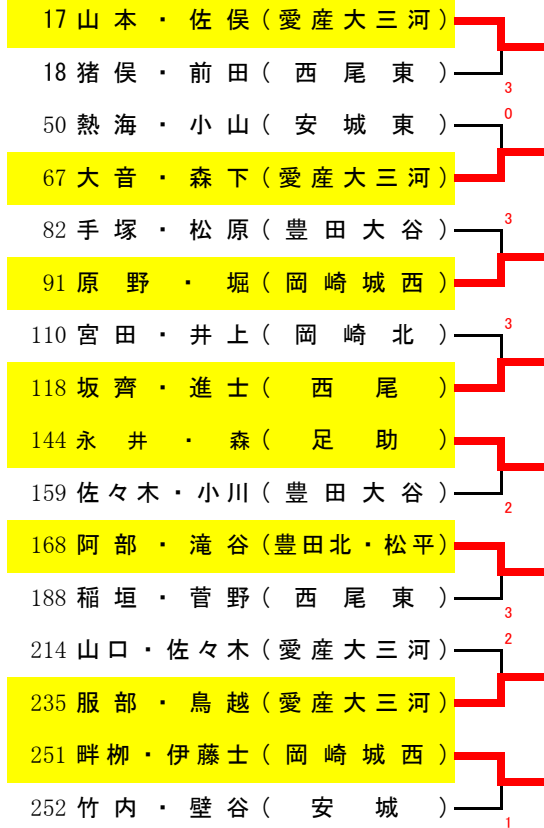 17 山本・佐俣(愛産大三河)
18 猪俣・前田(西尾東)
3
0
50 熱海・小山(安城東)
67 大音・森下(愛産大三河)
82 手塚・松原(豊田大谷)
3
91 原野・堀(岡崎城西)
110 宮田・井上(岡崎北)
3
118 坂齊・進士(西尾)
144 永井・森(足助)
159 佐々木・小川(豊田大谷)
2
168 阿部・滝谷(豊田北・松平)
188 稲垣・菅野(西尾東)
3
2
214 山口・佐々木(愛産大三河)
235 服部・鳥越(愛産大三河)
251 畔柳・伊藤士(岡崎城西)
252 竹内・壁谷(安城)
1